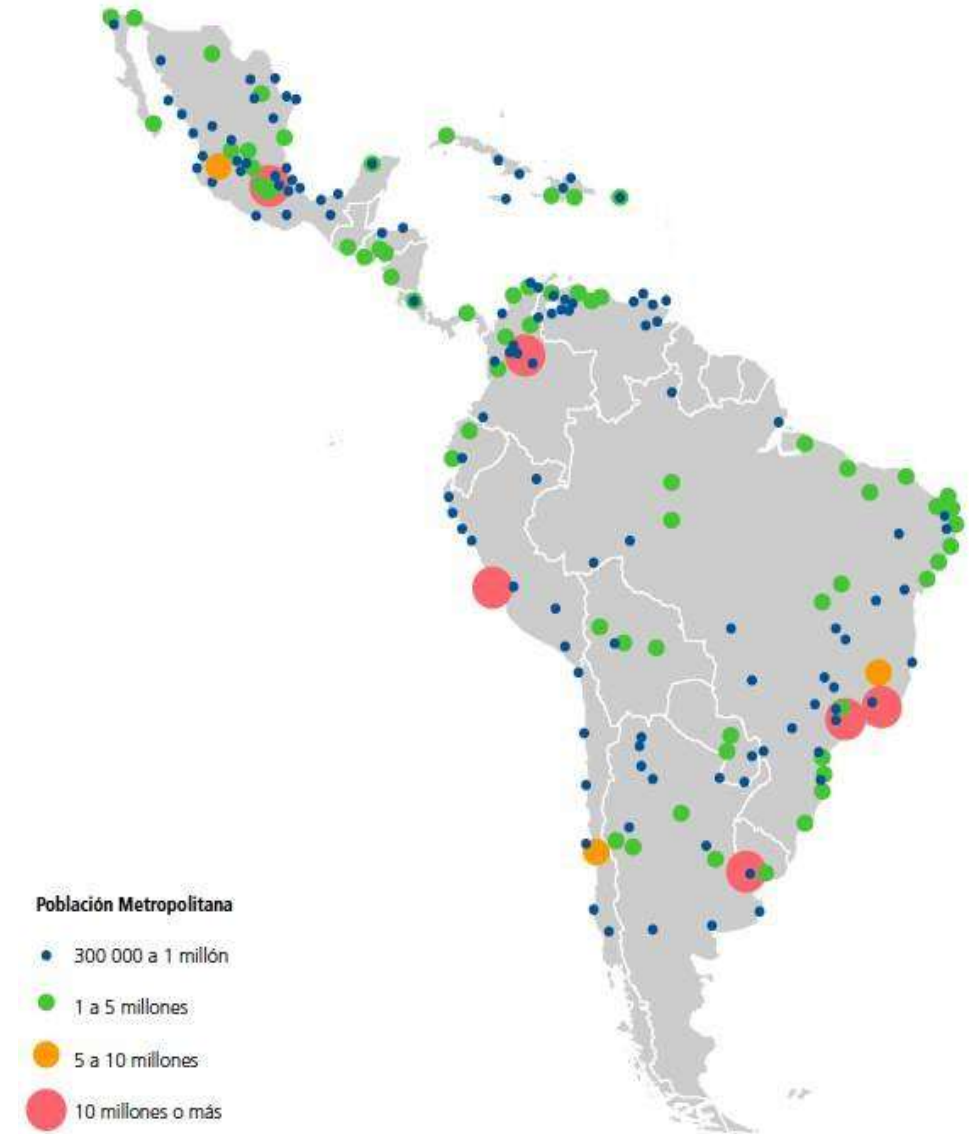 Población Metropolitana
300 000 a 1 millón
1 a 5 millones
5 a 10 millones
10 millones o más